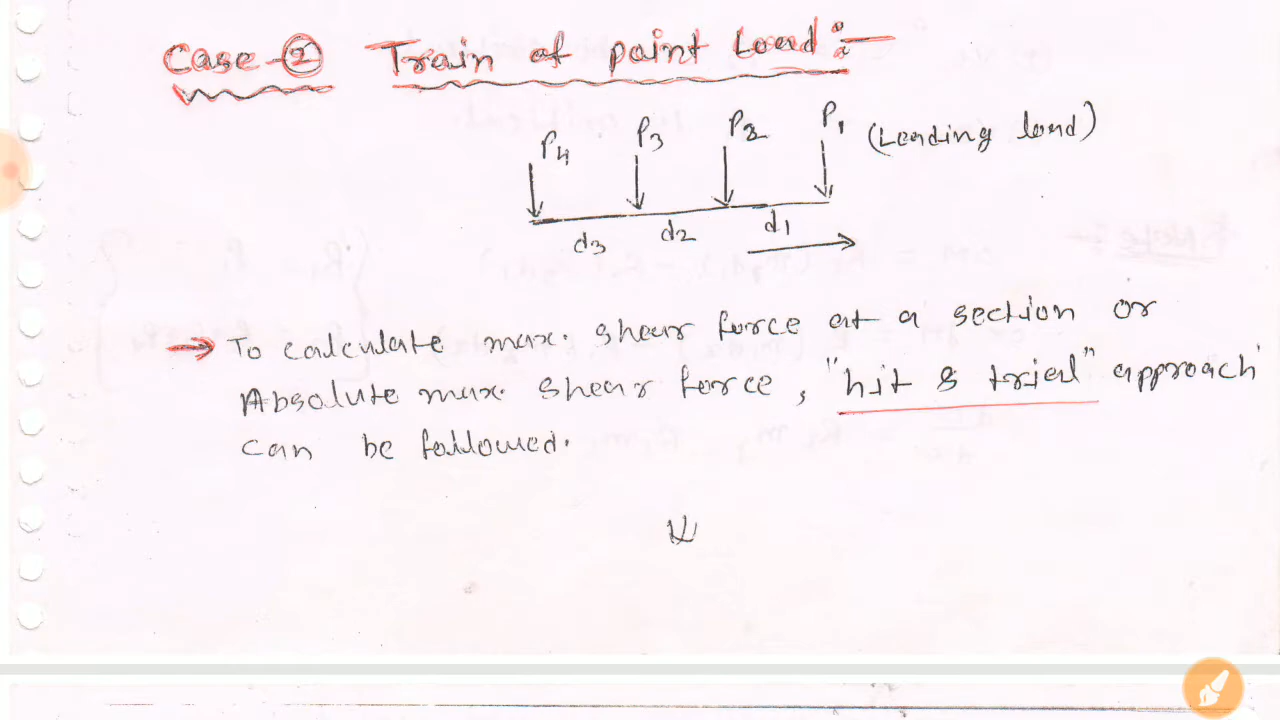 Case-② Train of point Load:-
P4 P3 P2 P1 (Leading load)
d3 d2 d1
→ To calculate max. shear force at a section or
Absolute max. shear force, "hit & trial" approach
can be followed.